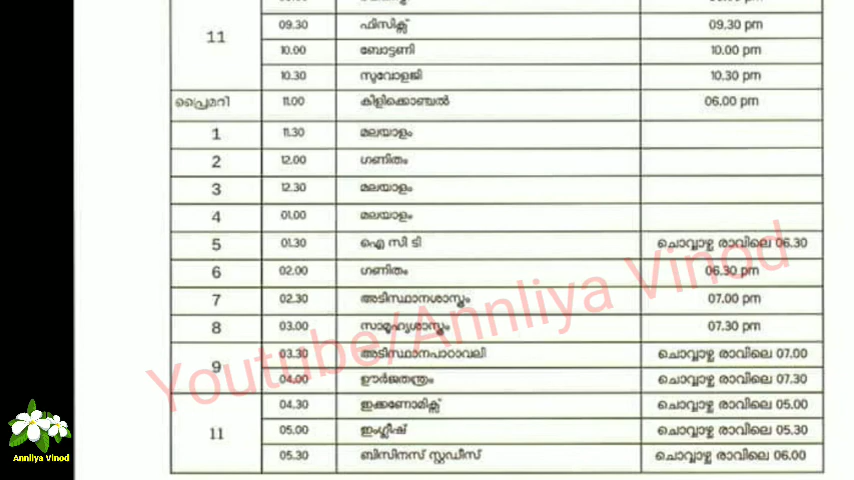 11
09.30 ഫിസിക്സ് 09.30 pm
10.00 ബോട്ടണി 10.00 pm
10.30 സുവോളജി 10.30 pm
പ്രൈമറി 11.00 കിളിക്കൊഞ്ചൽ 06.00 pm
1 11.30 മലയാളം
2 12.00 ഗണിതം
3 12.30 മലയാളം
4 01.00 മലയാളം
5 01.30 ഐ സി ടി ചൊവ്വാഴ്ച രാവിലെ 06.30
6 02.00 ഗണിതം 06.30 pm
7 02.30 അടിസ്ഥാനശാസ്ത്രം 07.00 pm
8 03.00 സാമൂഹ്യശാസ്ത്രം 07.30 pm
9
03.30 അടിസ്ഥാനപാഠാവലി ചൊവ്വാഴ്ച രാവിലെ 07.00
04.00 ഊർജതന്ത്രം ചൊവ്വാഴ്ച രാവിലെ 07.30
11
04.30 ഇക്കണോമിക്സ് ചൊവ്വാഴ്ച രാവിലെ 05.00
05.00 ഇംഗ്ലീഷ് ചൊവ്വാഴ്ച രാവിലെ 05.30
05.30 ബിസിനസ് സ്റ്റഡീസ് ചൊവ്വാഴ്ച രാവിലെ 06.00
Youtube/Annliya Vinod
Annliya Vinod